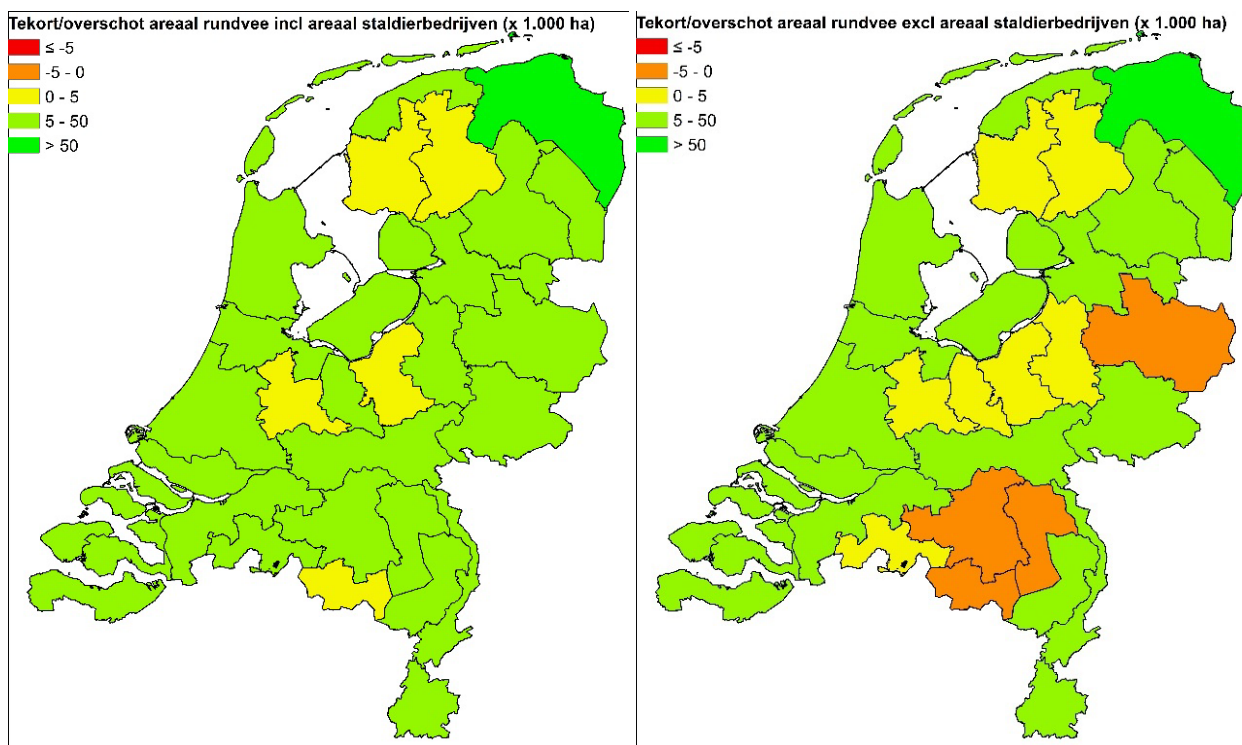 Tekort/overschot areaal rundvee incl areaal staldierbedrijven (x 1.000 ha)
≤ -5
-5 - 0
0 - 5
5 - 50
> 50
Tekort/overschot areaal rundvee excl areaal staldierbedrijven (x 1.000 ha)
≤ -5
-5 - 0
0 - 5
5 - 50
> 50